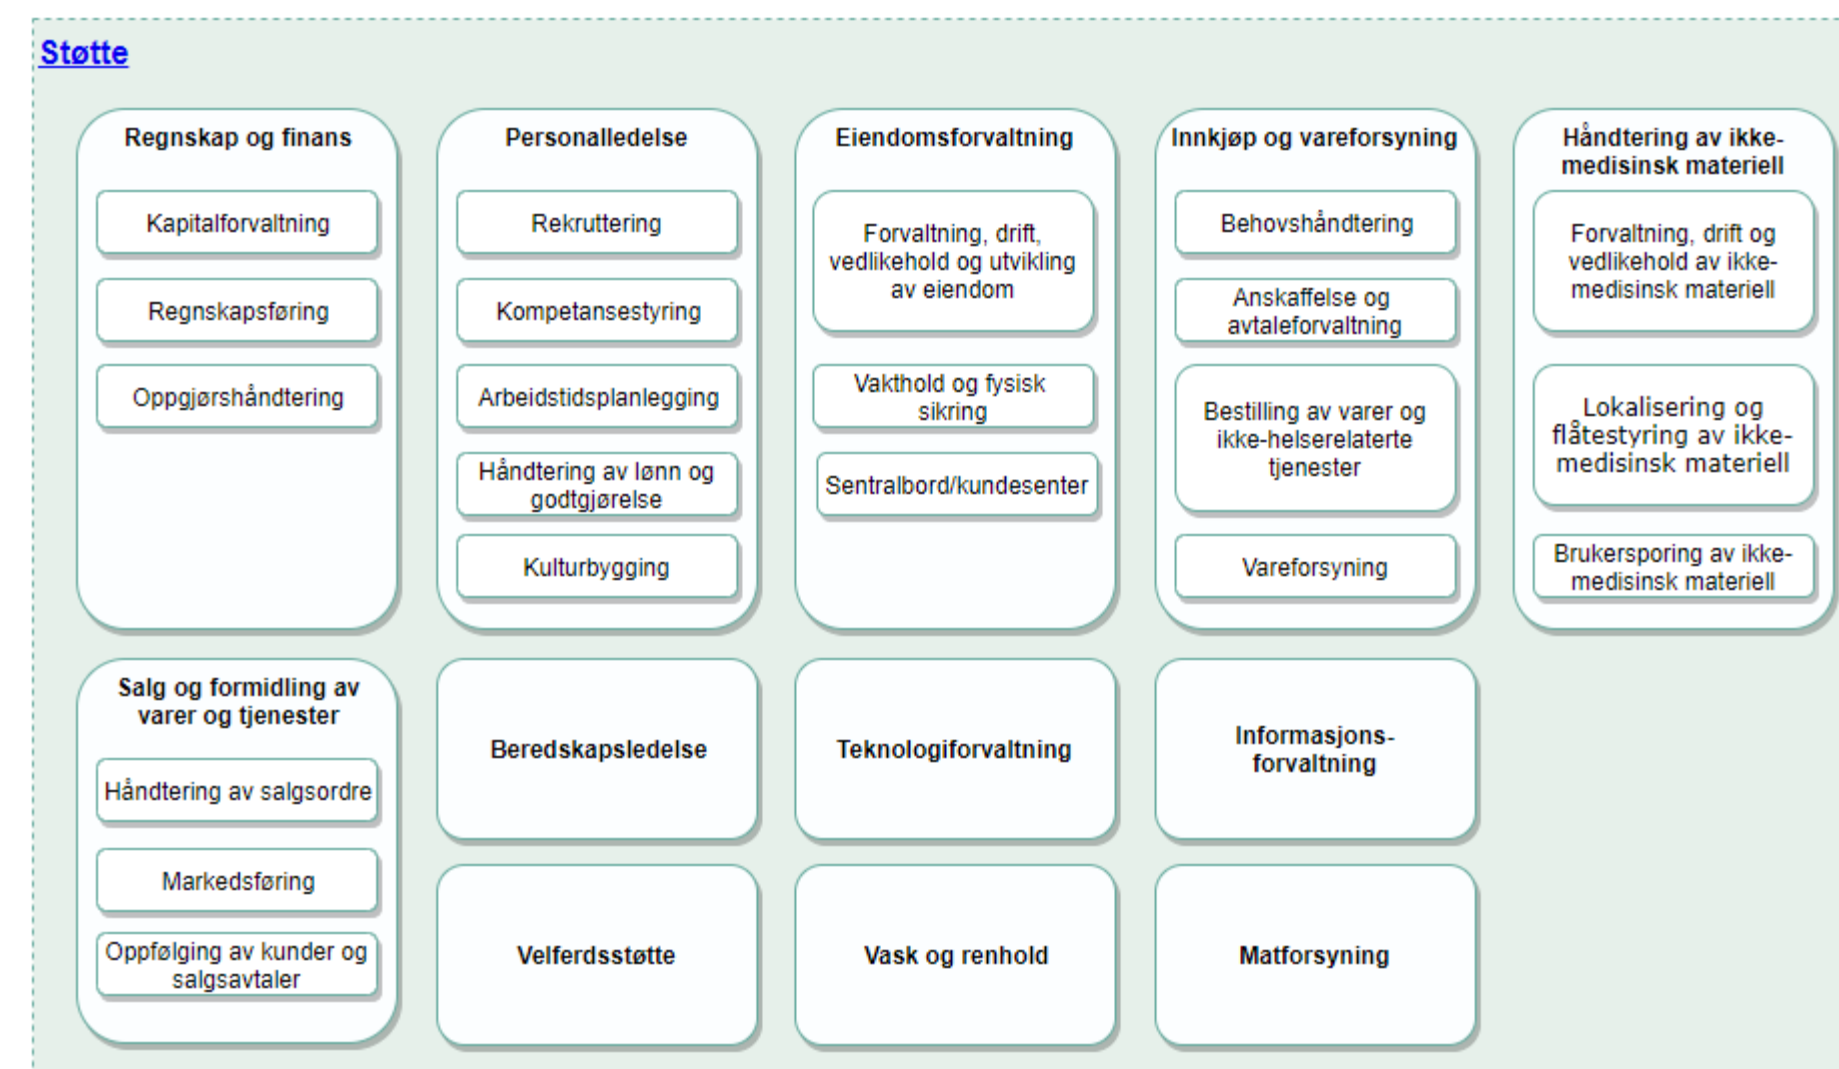 Støtte
Regnskap og finans
Kapitalforvaltning
Regnskapsføring
Oppgjørshåndtering
Personalledelse
Rekruttering
Kompetansestyring
Arbeidstidsplanlegging
Håndtering av lønn og
godtgjørelse
Kulturbygging
Eiendomsforvaltning
Forvaltning, drift,
vedlikehold og utvikling
av eiendom
Vakthold og fysisk
sikring
Sentralbord/kundesenter
Innkjøp og vareforsyning
Behovshåndtering
Anskaffelse og
avtaleforvaltning
Bestilling av varer og
ikke-helserelaterte
tjenester
Vareforsyning
Håndtering av ikke-
medisinsk materiell
Forvaltning, drift og
vedlikehold av ikke-
medisinsk materiell
Lokalisering og
flåtestyring av ikke-
medisinsk materiell
Brukersporing av ikke-
medisinsk materiell
Salg og formidling av
varer og tjenester
Håndtering av salgsordre
Markedsføring
Oppfølging av kunder og
salgsavtaler
Beredskapsledelse
Teknologiforvaltning
Informasjons-
forvaltning
Velferdsstøtte
Vask og renhold
Matforsyning